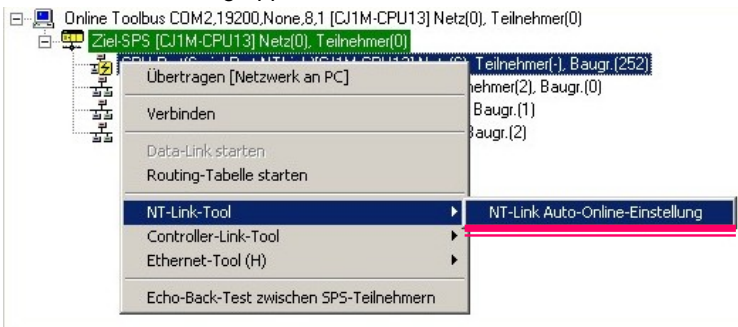 Online Toolbus COM2,19200,None,8,1 [CJ1M-CPU13] Netz(0), Teilnehmer(0)
Ziel-SPS [CJ1M-CPU13] Netz(0), Teilnehmer(0)
Teilnehmer(-), Baugr.(252)
Übertragen [Netzwerk an PC]
nehmer(2), Baugr.(0)
Verbinden
Baugr.(1)
Baugr.(2)
Data-Link starten
Routing-Tabelle starten
NT-Link-Tool
NT-Link Auto-Online-Einstellung
Controller-Link-Tool
Ethernet-Tool (H)
Echo-Back-Test zwischen SPS-Teilnehmern